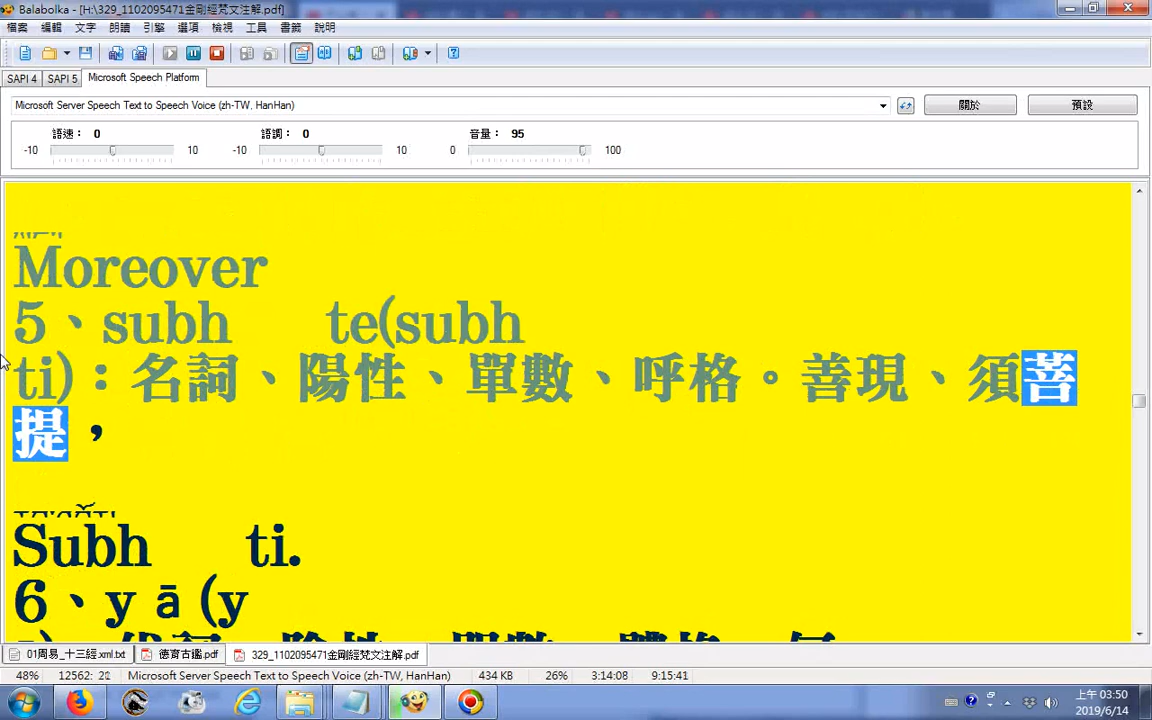 Balabolka - [H:\329_1102095471金剛經梵文注解.pdf]
檔案 編輯 文字 朗讀 引擎 選項 檢視 工具 書籤 說明
SAPI 4 SAPI 5 Microsoft Speech Platform
Microsoft Server Speech Text to Speech Voice (zh-TW, HanHan) 關於 預設
語速： 0 語調： 0 音量： 95
-10 10 -10 10 0 100
Moreover
5、subh te(subh
ti)：名詞、陽性、單數、呼格。善現、須菩
提，
Subh ti.
6、y ā (y
01周易_十三經.xml.txt 德育古鑑.pdf 329_1102095471金剛經梵文注解.pdf
48% 12562: 21 Microsoft Server Speech Text to Speech Voice (zh-TW, HanHan) 434 KB 26% 3:14:08 9:15:41
上午 03:50
2019/6/14